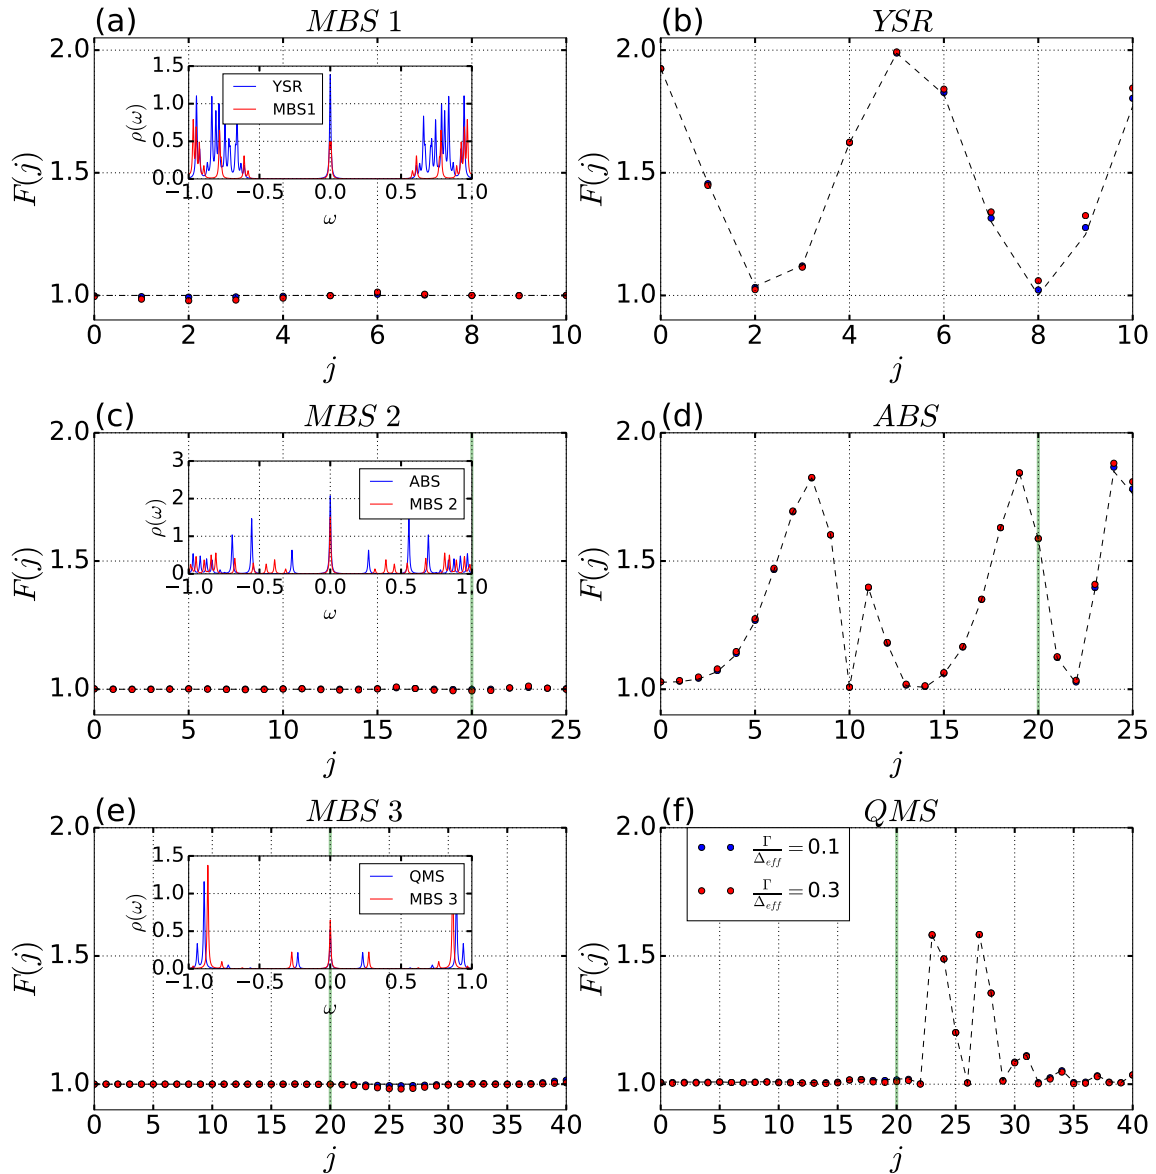 (a) MBS 1
F(j)
2.0
1.5
1.0
0 2 4 6 8 10
j
ρ(ω)
1.5
1.0
0.5
0.0
−1.0 −0.5 0.0 0.5 1.0
ω
YSR
MBS1
(b) YSR
F(j)
2.0
1.5
1.0
0 2 4 6 8 10
j
(c) MBS 2
F(j)
2.0
1.5
1.0
0 5 10 15 20 25
j
ρ(ω)
3
2
1
0
−1.0 −0.5 0.0 0.5 1.0
ω
ABS
MBS 2
(d) ABS
F(j)
2.0
1.5
1.0
0 5 10 15 20 25
j
(e) MBS 3
F(j)
2.0
1.5
1.0
0 5 10 15 20 25 30 35 40
j
ρ(ω)
1.5
1.0
0.5
0.0
−1.0 −0.5 0.0 0.5 1.0
ω
QMS
MBS 3
(f) QMS
F(j)
2.0
1.5
1.0
0 5 10 15 20 25 30 35 40
j
Γ/Δeff = 0.1
Γ/Δeff = 0.3